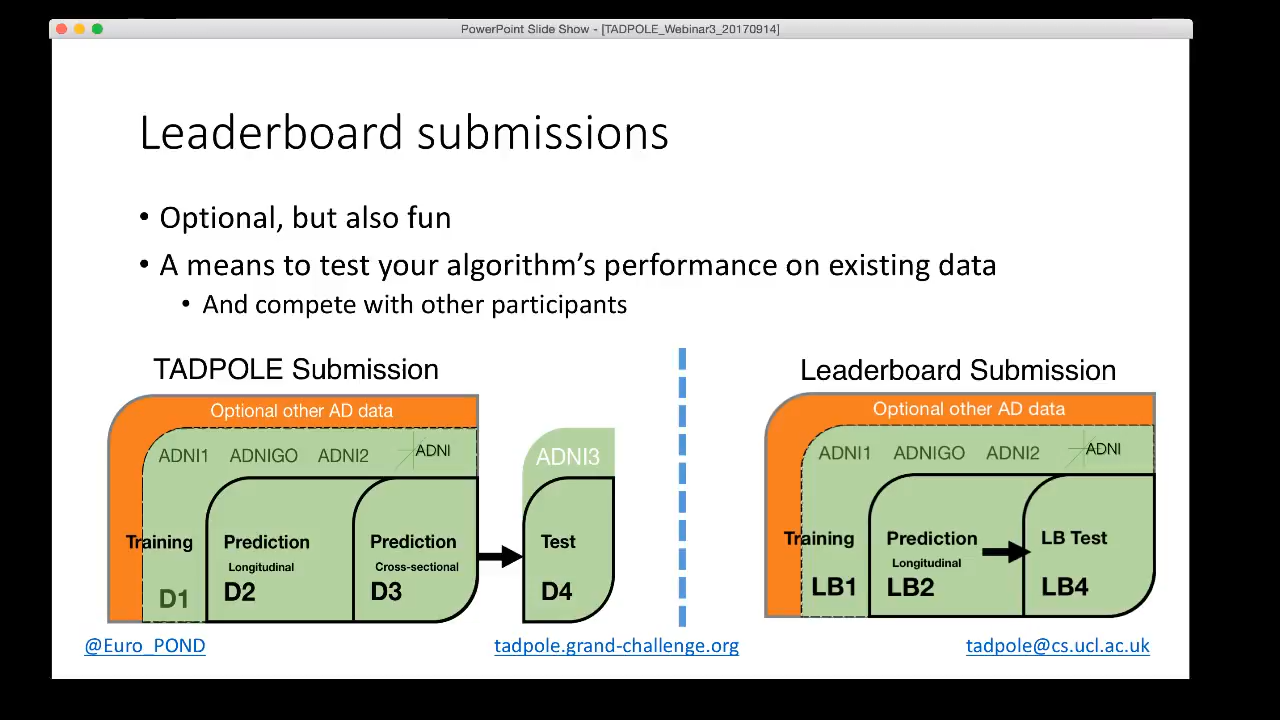 PowerPoint Slide Show - [TADPOLE_Webinar3_20170914]
Leaderboard submissions
• Optional, but also fun
• A means to test your algorithm's performance on existing data
• And compete with other participants
TADPOLE Submission
Optional other AD data
ADNI1 ADNIGO ADNI2 ADNI
ADNI3
Training
Prediction
Longitudinal
Prediction
Cross-sectional
Test
D1
D2
D3
D4
Leaderboard Submission
Optional other AD data
ADNI1 ADNIGO ADNI2 ADNI
Training
Prediction
Longitudinal
LB Test
LB1
LB2
LB4
@Euro_POND
tadpole.grand-challenge.org
tadpole@cs.ucl.ac.uk